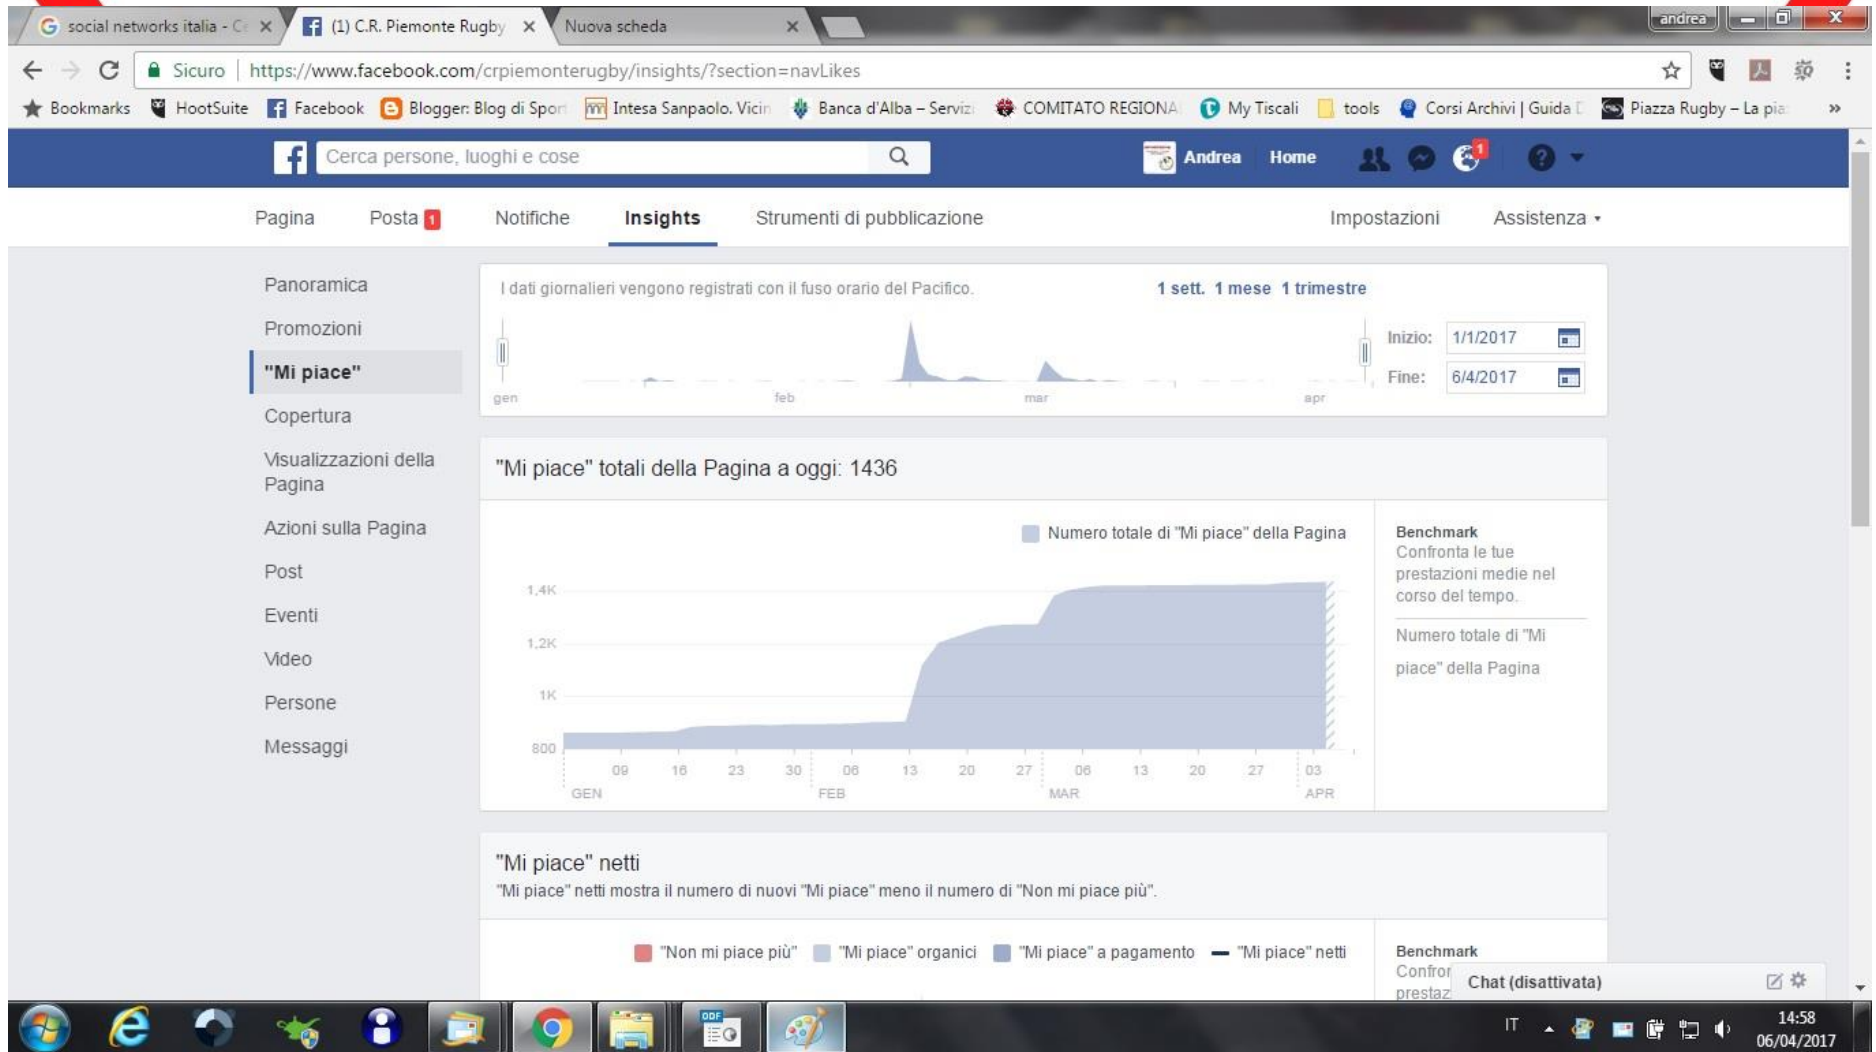 social networks italia - Ce
(1) C.R. Piemonte Rugby
Nuova scheda
andrea
Sicuro
https://www.facebook.com/crpiemonterugby/insights/?section=navLikes
Bookmarks HootSuite Facebook Blogger: Blog di Sport Intesa Sanpaolo. Vicin Banca d'Alba – Servizi COMITATO REGIONA My Tiscali tools Corsi Archivi | Guida D Piazza Rugby – La pia »
Cerca persone, luoghi e cose
Andrea Home 1
Pagina Posta 1 Notifiche Insights Strumenti di pubblicazione Impostazioni Assistenza
Panoramica
Promozioni
"Mi piace"
Copertura
Visualizzazioni della
Pagina
Azioni sulla Pagina
Post
Eventi
Video
Persone
Messaggi
I dati giornalieri vengono registrati con il fuso orario del Pacifico.
1 sett. 1 mese 1 trimestre
Inizio: 1/1/2017
Fine: 6/4/2017
gen feb mar apr
"Mi piace" totali della Pagina a oggi: 1436
Numero totale di "Mi piace" della Pagina
1,4K
1,2K
1K
800
09 16 23 30 06 13 20 27 06 13 20 27 03
GEN FEB MAR APR
Benchmark
Confronta le tue
prestazioni medie nel
corso del tempo.
Numero totale di "Mi
piace" della Pagina
"Mi piace" netti
"Mi piace" netti mostra il numero di nuovi "Mi piace" meno il numero di "Non mi piace più".
"Non mi piace più" "Mi piace" organici "Mi piace" a pagamento "Mi piace" netti
Benchmark
Confron
prestaz
Chat (disattivata)
ODF
IT
14:58
06/04/2017